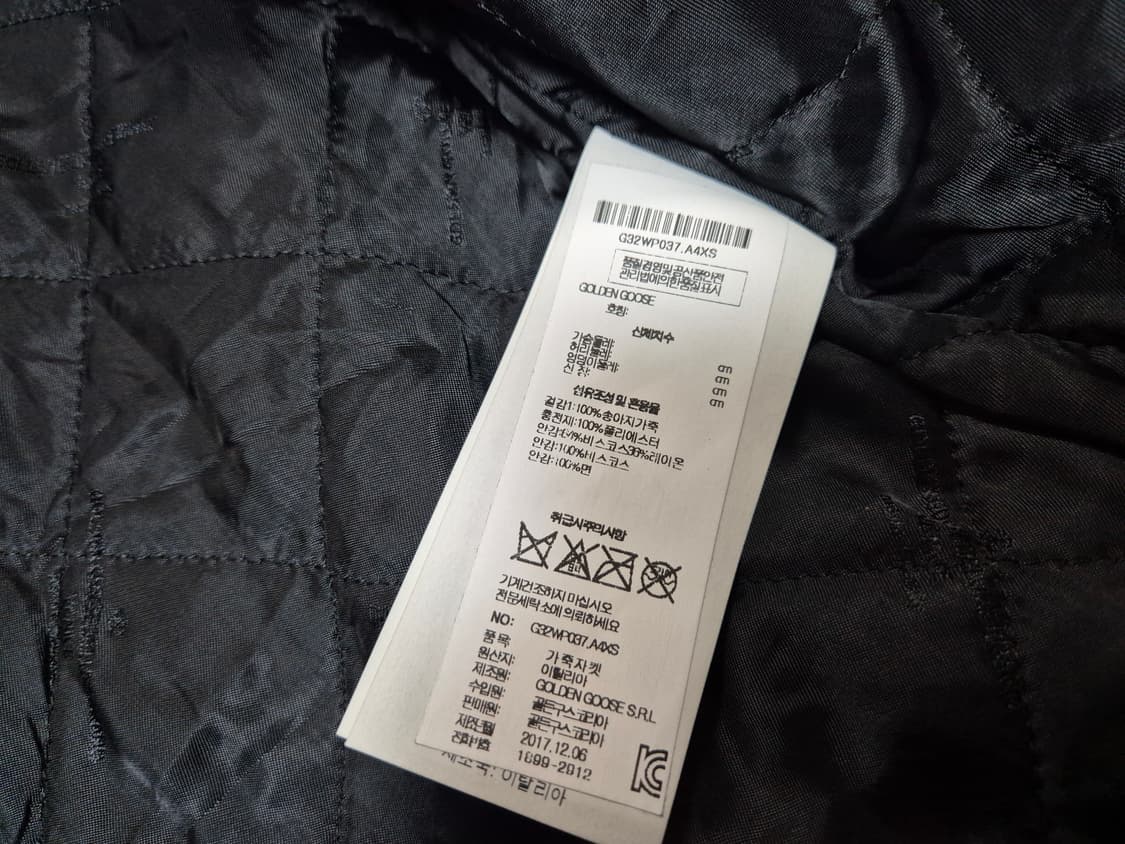 G32WP037.A4XS
품질경영및공산품안전
관리법에의한품질표시
GOLDEN GOOSE
호칭:
신체치수
가슴둘레: cm
허리둘레: cm
엉덩이둘레: cm
신 장: cm
섬유조성 및 혼용율
겉감1:100%송아지가죽
충전재:100%폴리에스터
안감:64%비스코스36%레이온
안감:100%비스코스
안감:100%면
취급시주의사항
기계건조하지 마십시오
전문세탁소에 의뢰하세요
NO: G32WP037.A4XS
품 목: 가 죽 자 켓
원산지: 이탈리아
제조원: GOLDEN GOOSE S.R.L
수입원: 골든구스코리아
판매원: 골든구스코리아
제조년월 2017.12.06
전화번호 1899-2912
제조국: 이탈리아